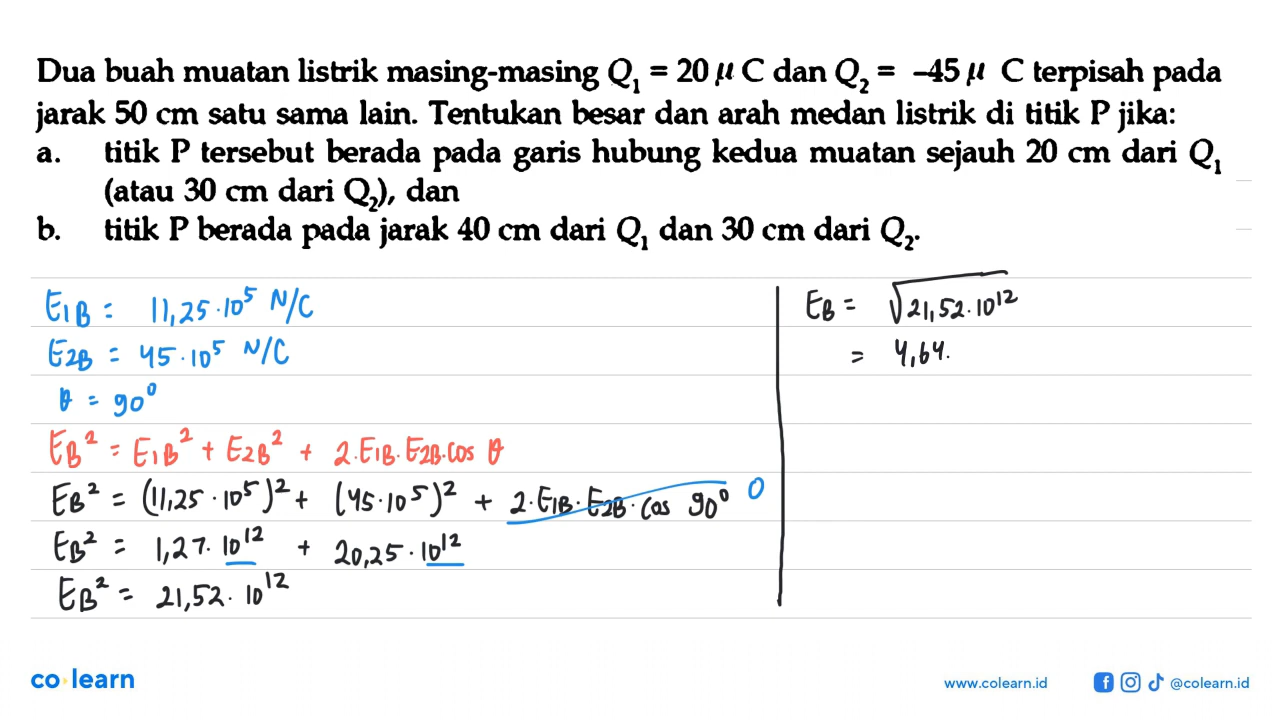 Dua buah muatan listrik masing-masing Q₁ = 20 μ C dan Q₂ = –45 μ C terpisah pada
jarak 50 cm satu sama lain. Tentukan besar dan arah medan listrik di titik P jika:
a. titik P tersebut berada pada garis hubung kedua muatan sejauh 20 cm dari Q₁
(atau 30 cm dari Q₂), dan
b. titik P berada pada jarak 40 cm dari Q₁ dan 30 cm dari Q₂.
E₁B = 11,25 . 10⁵ N/C
E₂B = 45 . 10⁵ N/C
θ = 90⁰
EB² = E₁B² + E₂B² + 2 . E₁B . E₂B . cos θ
EB² = (11,25 . 10⁵)² + (45 . 10⁵)² + 2 . E₁B . E₂B . cos 90⁰ 0
EB² = 1,27 . 10¹² + 20,25 . 10¹²
EB² = 21,52 . 10¹²
EB = √21,52 . 10¹²
= 4,64.
co learn
www.colearn.id
@colearn.id